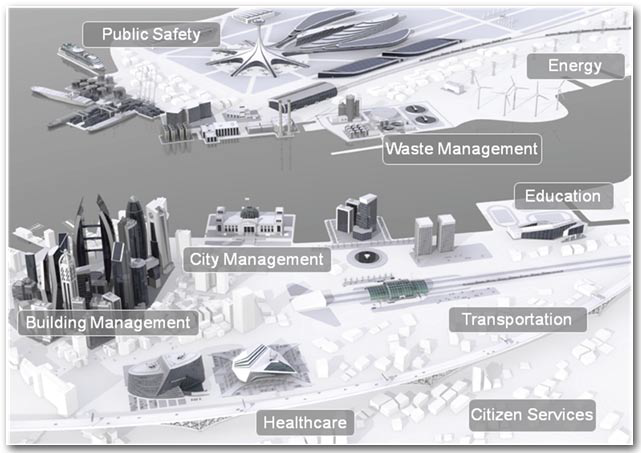 Public Safety
Energy
Waste Management
Education
City Management
Building Management
Transportation
Healthcare
Citizen Services